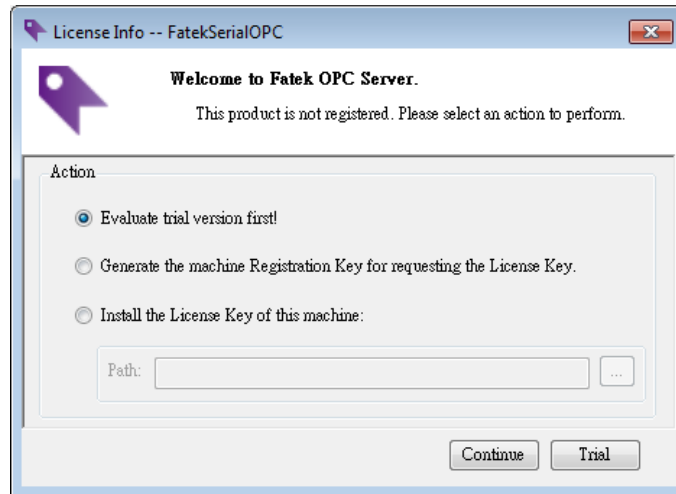 License Info -- FatekSerialOPC
Welcome to Fatek OPC Server.
This product is not registered. Please select an action to perform.
Action
Evaluate trial version first!
Generate the machine Registration Key for requesting the License Key.
Install the License Key of this machine:
Path:
...
Continue Trial